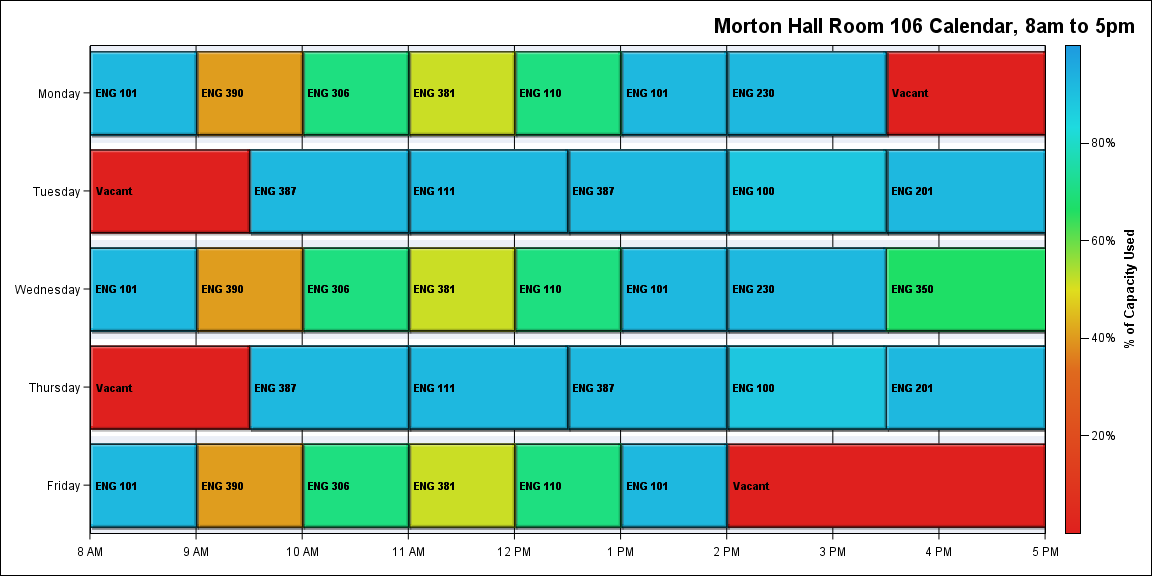 Morton Hall Room 106 Calendar, 8am to 5pm
Monday
ENG 101
ENG 390
ENG 306
ENG 381
ENG 110
ENG 101
ENG 230
Vacant
Tuesday
Vacant
ENG 387
ENG 111
ENG 387
ENG 100
ENG 201
Wednesday
ENG 101
ENG 390
ENG 306
ENG 381
ENG 110
ENG 101
ENG 230
ENG 350
Thursday
Vacant
ENG 387
ENG 111
ENG 387
ENG 100
ENG 201
Friday
ENG 101
ENG 390
ENG 306
ENG 381
ENG 110
ENG 101
Vacant
8 AM
9 AM
10 AM
11 AM
12 PM
1 PM
2 PM
3 PM
4 PM
5 PM
80%
60%
40%
20%
% of Capacity Used